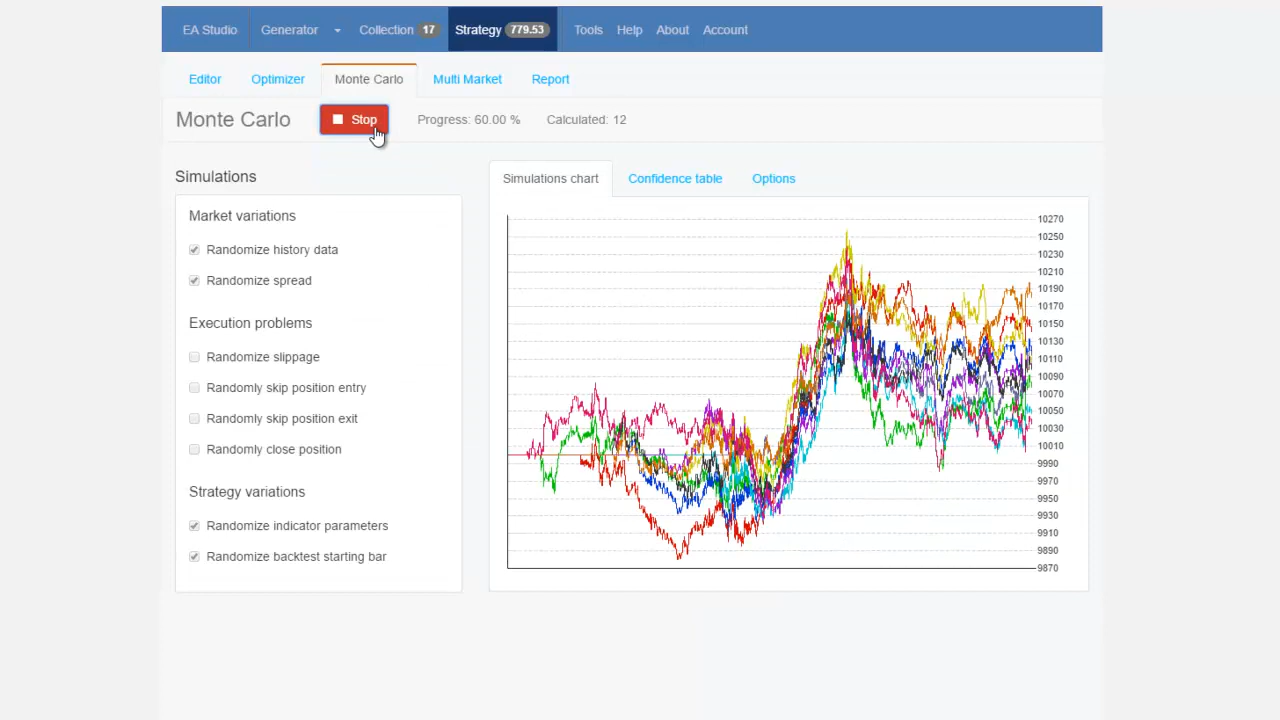 EA Studio Generator Collection 17 Strategy 779.53 Tools Help About Account
Editor Optimizer Monte Carlo Multi Market Report
Monte Carlo Stop Progress: 60.00 % Calculated: 12
Simulations
Market variations
Randomize history data
Randomize spread
Execution problems
Randomize slippage
Randomly skip position entry
Randomly skip position exit
Randomly close position
Strategy variations
Randomize indicator parameters
Randomize backtest starting bar
Simulations chart Confidence table Options
10270
10250
10230
10210
10190
10170
10150
10130
10110
10090
10070
10050
10030
10010
9990
9970
9950
9930
9910
9890
9870